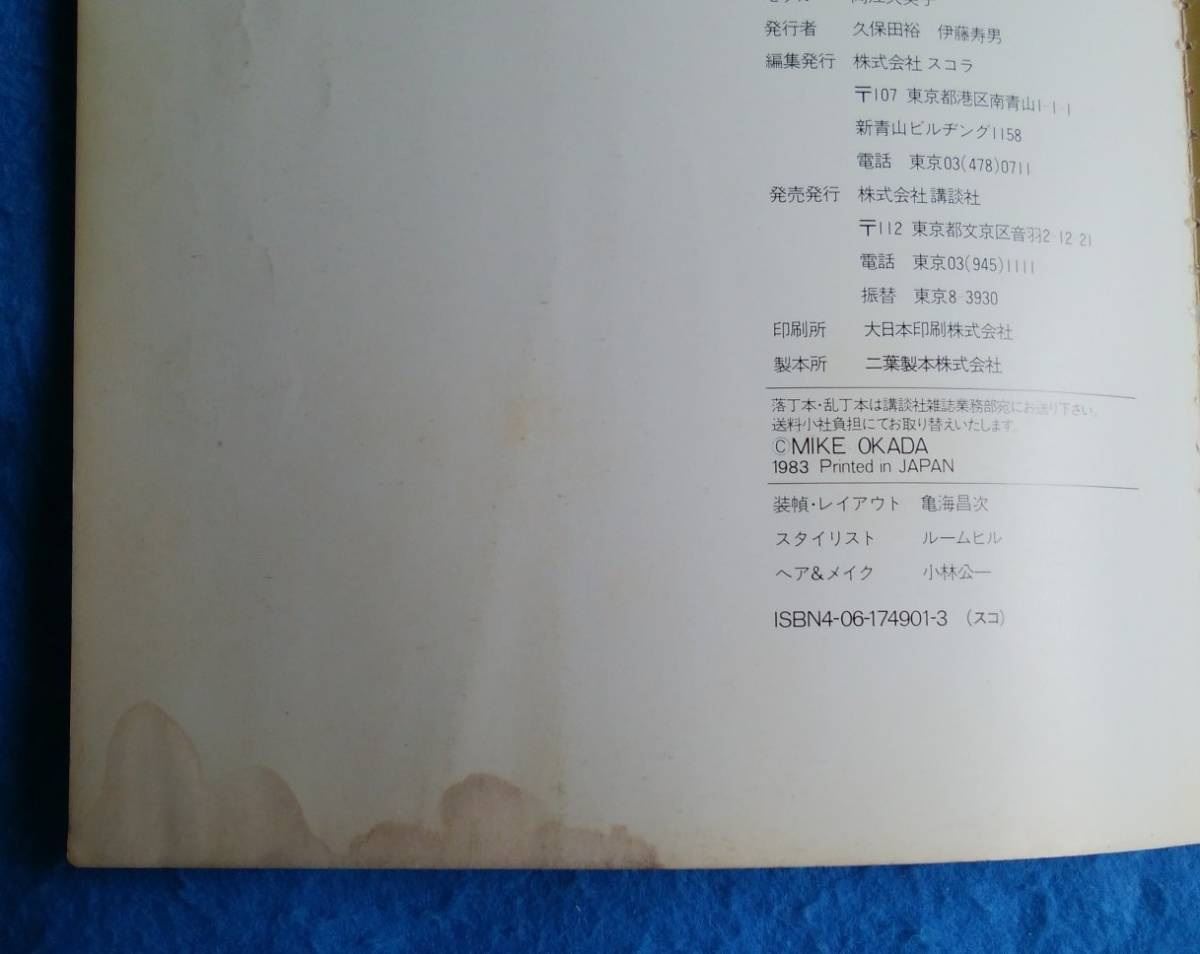 発行者 久保田裕 伊藤寿男
編集発行 株式会社 スコラ
〒107 東京都港区南青山1-1-1
新青山ビルヂング1158
電話 東京03(478)0711
発売発行 株式会社 講談社
〒112 東京都文京区音羽2-12-21
電話 東京03(945)1111
振替 東京8-3930
印刷所 大日本印刷株式会社
製本所 二葉製本株式会社
落丁本・乱丁本は講談社雑誌業務部宛にお送り下さい。
送料小社負担にてお取り替えいたします。
©MIKE OKADA
1983 Printed in JAPAN
装幀・レイアウト 亀海昌次
スタイリスト ルームヒル
ヘア&メイク 小林公一
ISBN4-06-174901-3 (スコ)